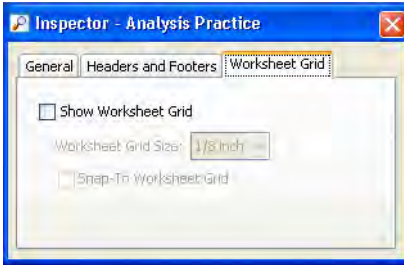 Inspector - Analysis Practice
General Headers and Footers Worksheet Grid
Show Worksheet Grid
Worksheet Grid Size: 1/8 inch
Snap-To Worksheet Grid